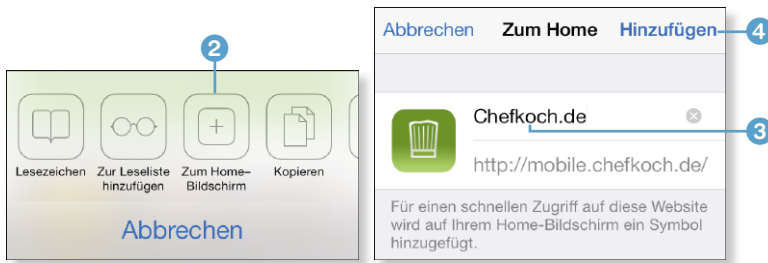 2
Lesezeichen
Zur Leseliste
hinzufügen
Zum Home-
Bildschirm
Kopieren
Abbrechen
Abbrechen Zum Home Hinzufügen 4
Chefkoch.de
3
http://mobile.chefkoch.de/
Für einen schnellen Zugriff auf diese Website
wird auf Ihrem Home-Bildschirm ein Symbol
hinzugefügt.